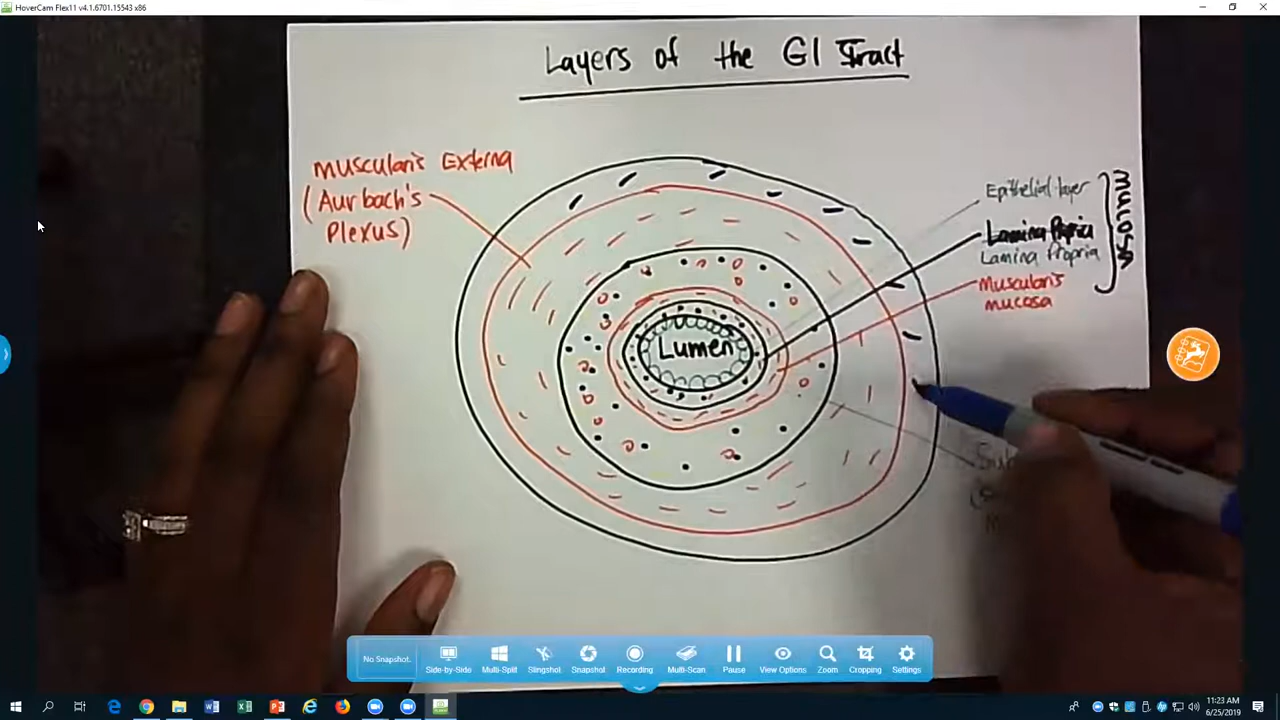 HoverCam Flex11 v4.1.6701.15543 x86
Layers of the GI Tract
Muscularis Externa
(Aurbach's
Plexus)
Epithelial layer
Lamina Propria
Lamina Propria
Muscularis
mucosa
mucosa
Lumen
Sub
No Snapshot.
Side-by-Side
Multi-Split
Slingshot
Snapshot
Recording
Multi-Scan
Pause
View Options
Zoom
Cropping
Settings
11:23 AM
6/25/2019